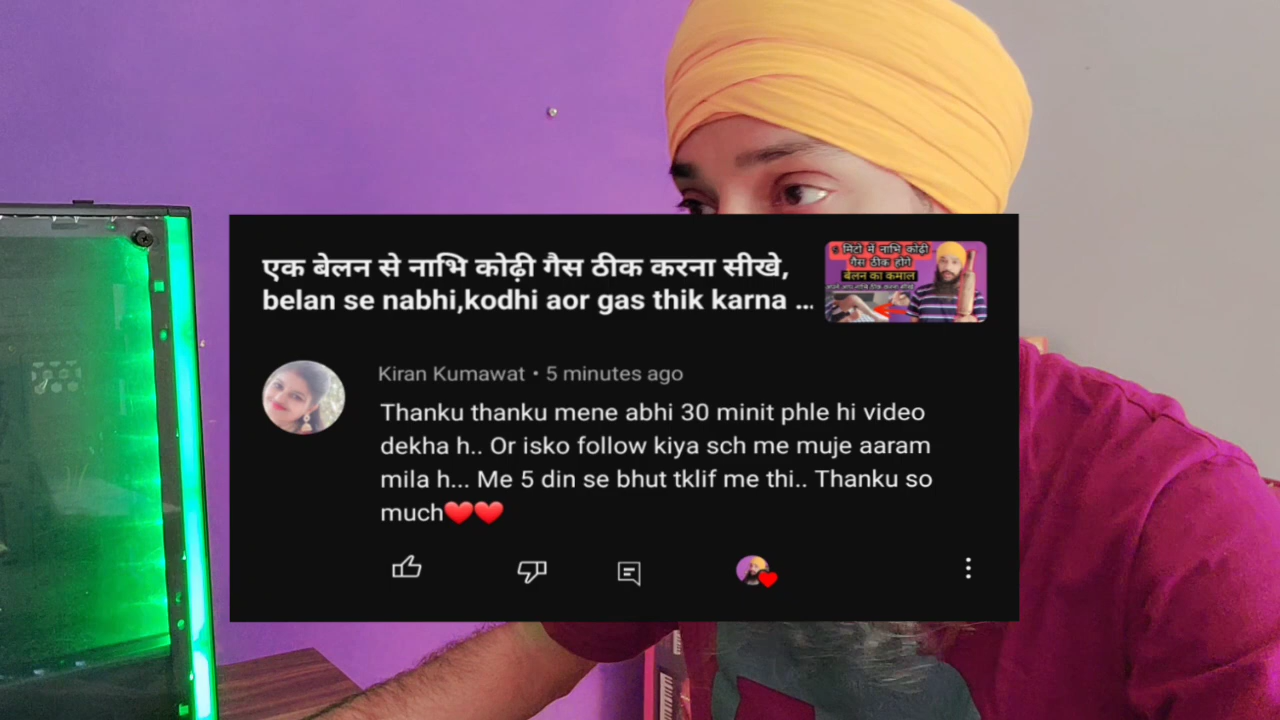 एक बेलन से नाभि कोढ़ी गैस ठीक करना सीखे,
belan se nabhi,kodhi aor gas thik karna ...
मिंटो में नाभि कोढ़ी
गैस ठीक होगे
बेलन का कमाल
Kiran Kumawat • 5 minutes ago
Thanku thanku mene abhi 30 minit phle hi video
dekha h.. Or isko follow kiya sch me muje aaram
mila h... Me 5 din se bhut tklif me thi.. Thanku so
much❤️❤️